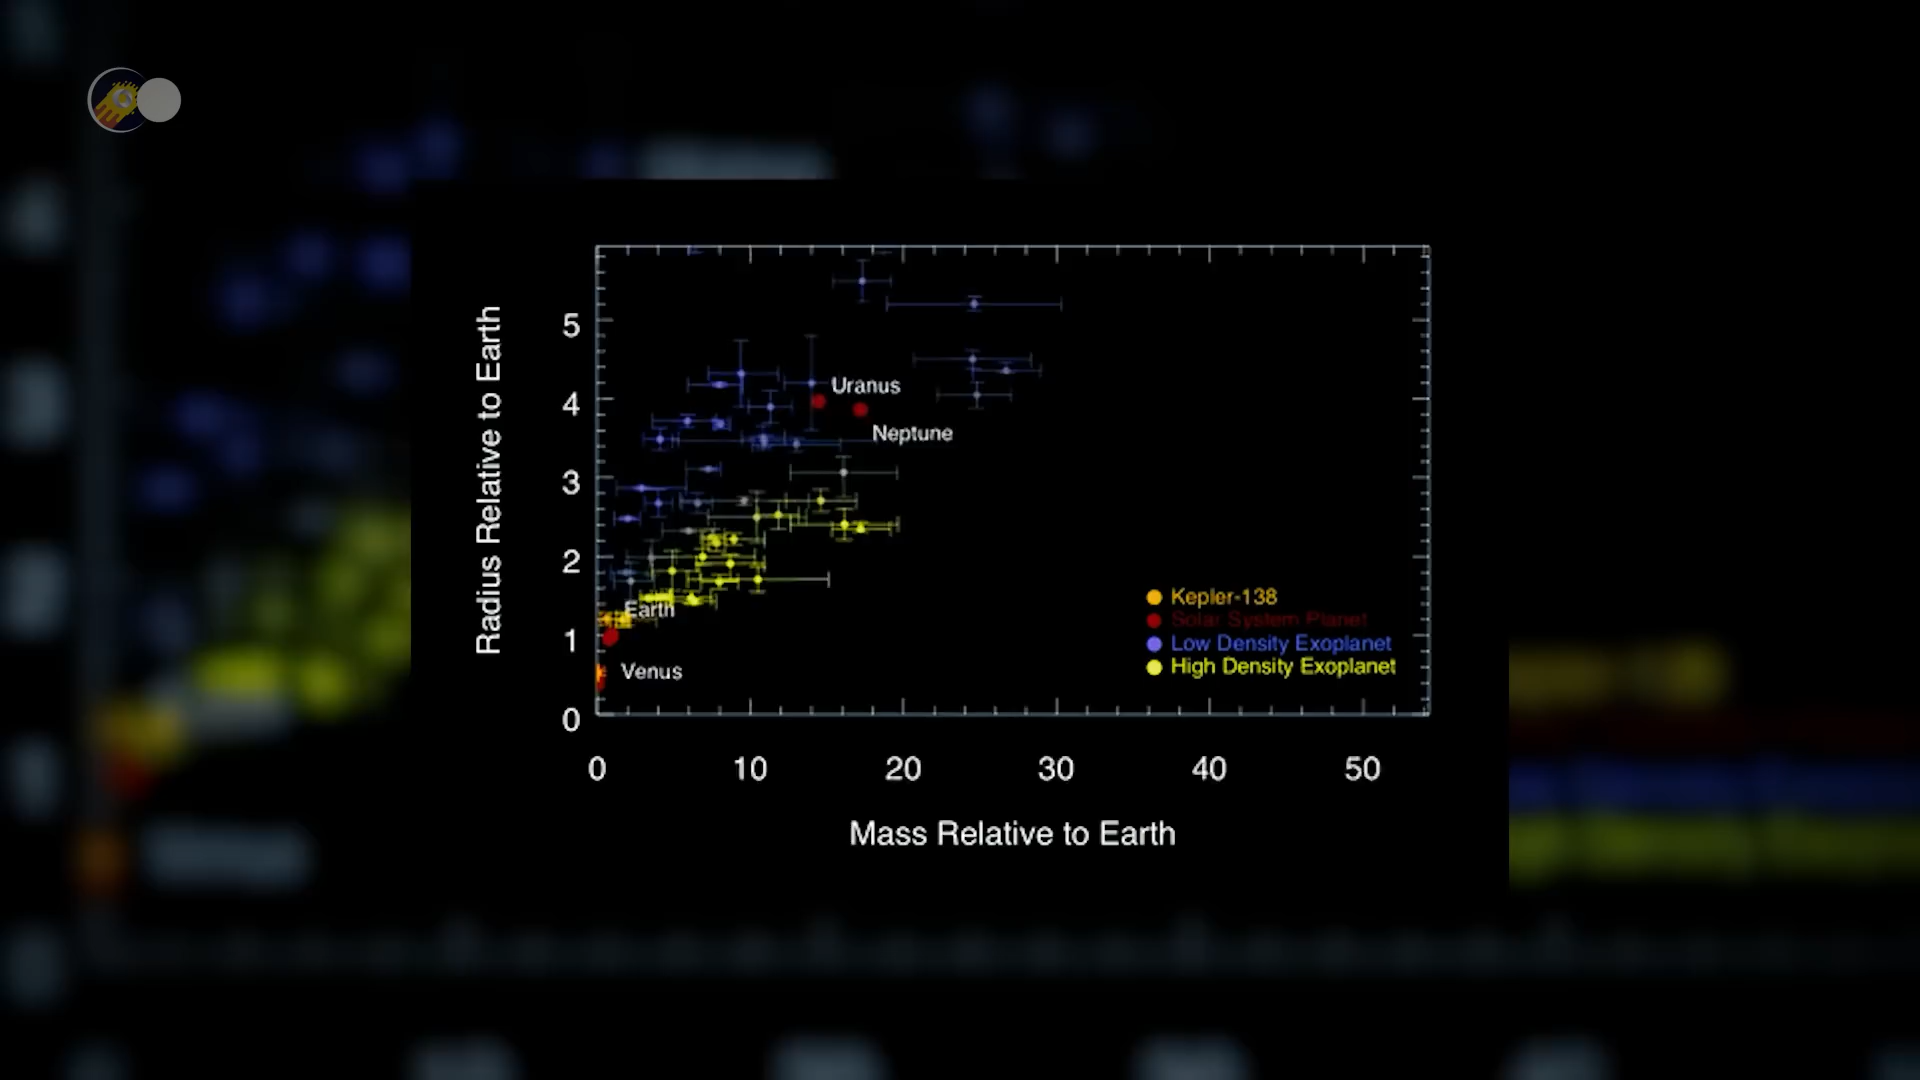 Radius Relative to Earth
5
4
3
2
1
0
Uranus
Neptune
Earth
Venus
Kepler-138
Solar System Planet
Low Density Exoplanet
High Density Exoplanet
0 10 20 30 40 50
Mass Relative to Earth